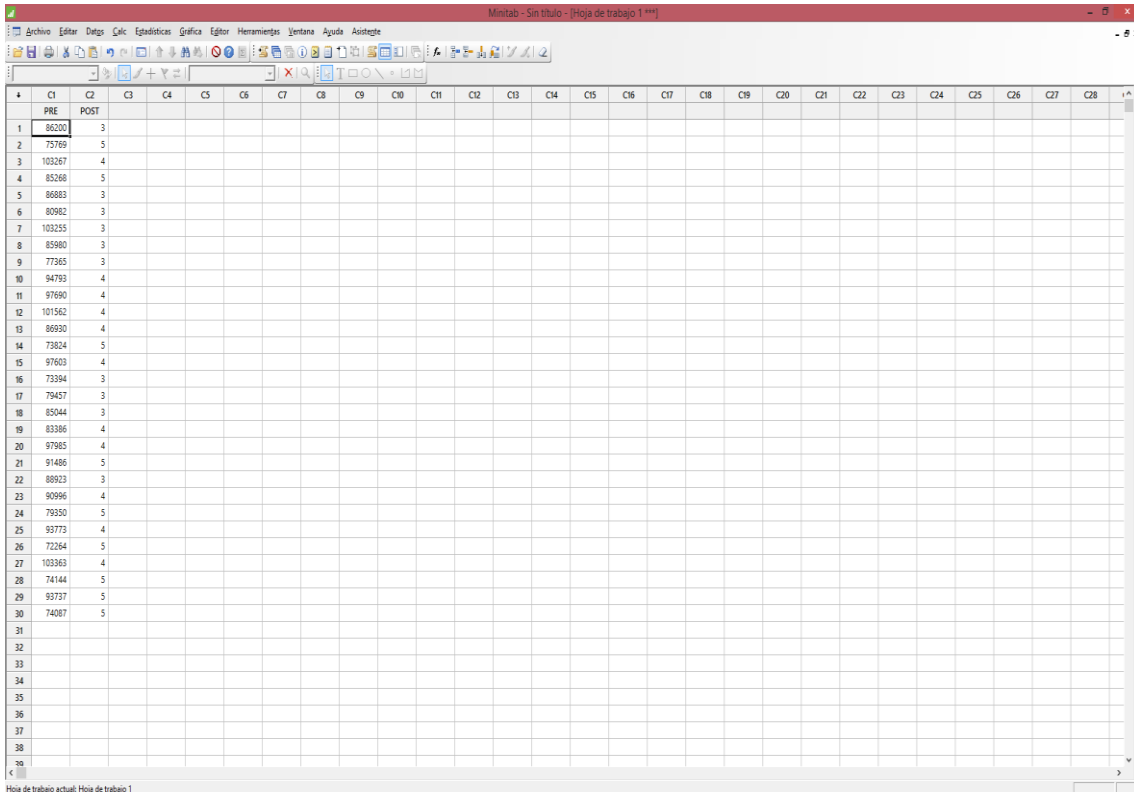 Minitab - Sin título - [Hoja de trabajo 1 ***]
Archivo Editar Datos Calc Estadísticas Gráfica Editor Herramientas Ventana Ayuda Asistente
C1 C2 C3 C4 C5 C6 C7 C8 C9 C10 C11 C12 C13 C14 C15 C16 C17 C18 C19 C20 C21 C22 C23 C24 C25 C26 C27 C28
PRE POST
1 86200 3
2 75769 5
3 103267 4
4 85268 5
5 86883 3
6 80982 3
7 103255 3
8 85980 3
9 77365 3
10 94793 4
11 97690 4
12 101562 4
13 86930 4
14 73824 5
15 97603 4
16 73394 3
17 79457 3
18 85044 3
19 83386 4
20 97985 4
21 91486 5
22 88923 3
23 90996 4
24 79350 5
25 93773 4
26 72264 5
27 103363 4
28 74144 5
29 93737 5
30 74087 5
31
32
33
34
35
36
37
38
39
Hoja de trabajo actual: Hoja de trabajo 1